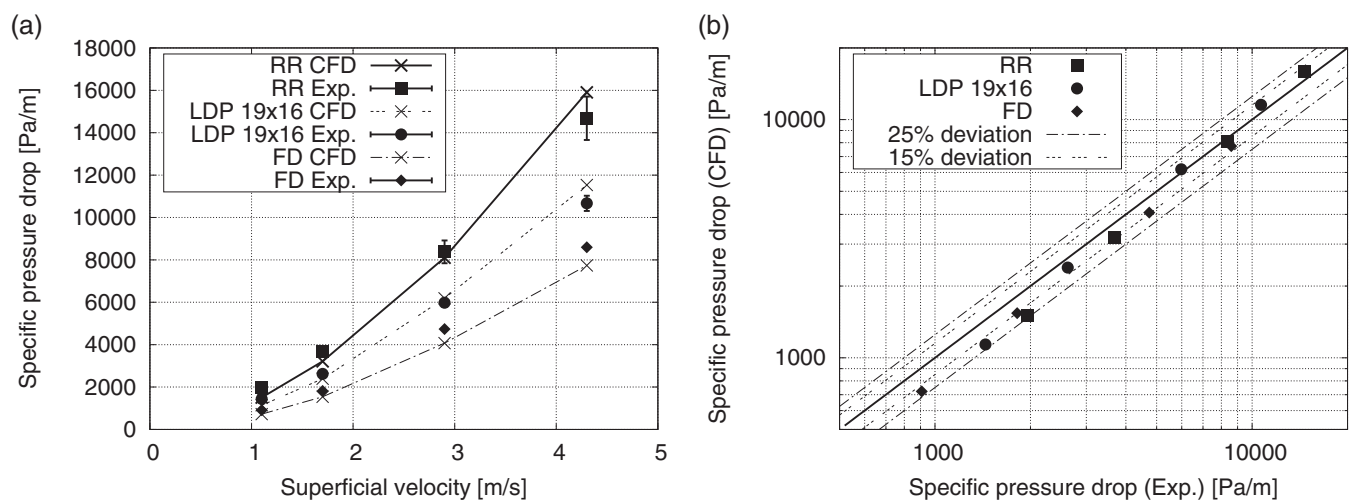 (a)
Specific pressure drop [Pa/m]
18000
16000
14000
12000
10000
8000
6000
4000
2000
0
RR CFD
RR Exp.
LDP 19x16 CFD
LDP 19x16 Exp.
FD CFD
FD Exp.
0 1 2 3 4 5
Superficial velocity [m/s]
(b)
Specific pressure drop (CFD) [Pa/m]
10000
1000
RR
LDP 19x16
FD
25% deviation
15% deviation
1000 10000
Specific pressure drop (Exp.) [Pa/m]